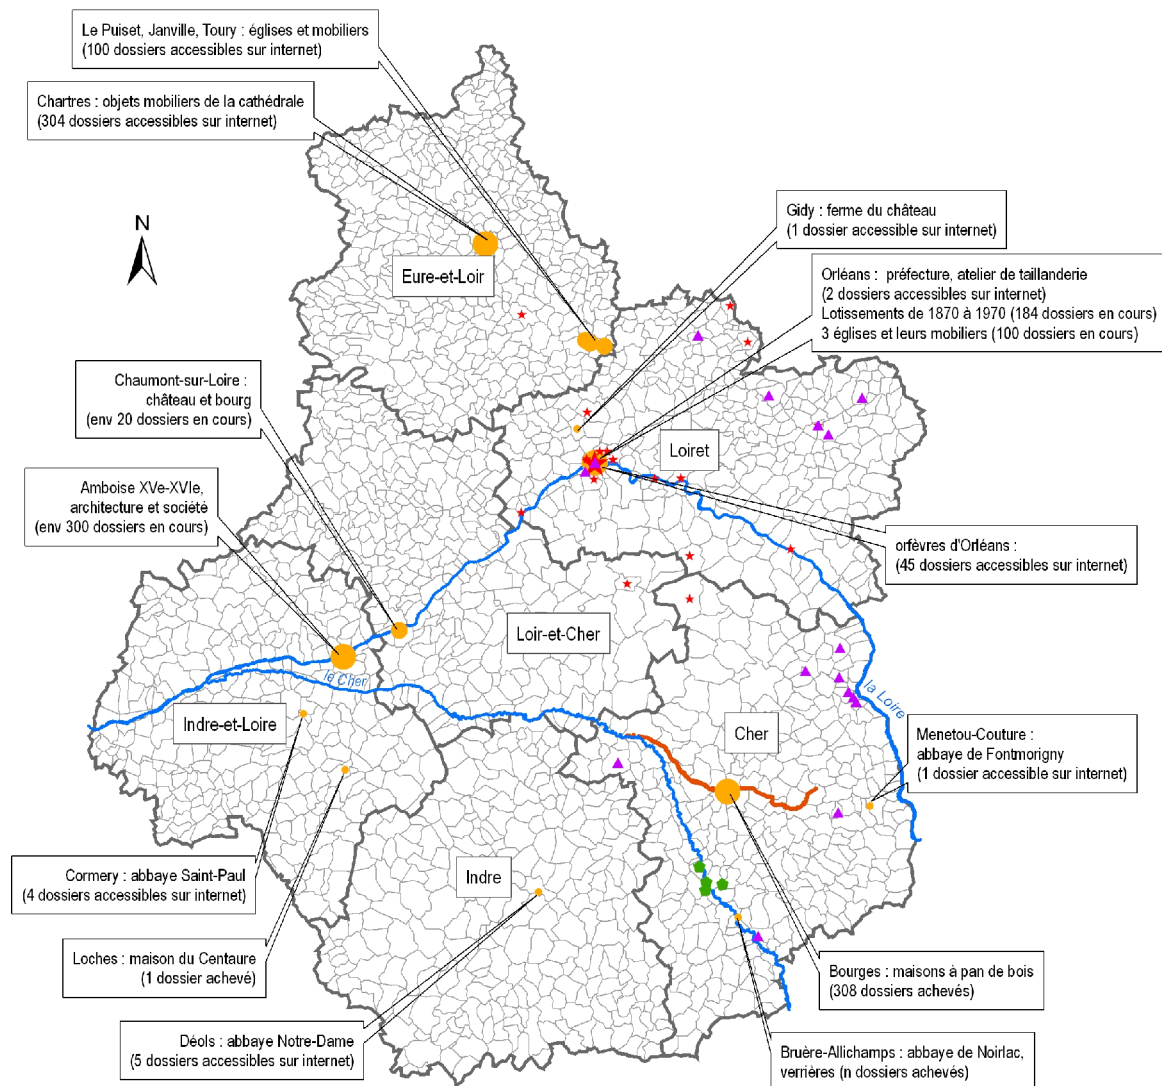 Le Puiset, Janville, Toury : églises et mobiliers
(100 dossiers accessibles sur internet)
Chartres : objets mobiliers de la cathédrale
(304 dossiers accessibles sur internet)
N
Gidy : ferme du château
(1 dossier accessible sur internet)
Eure-et-Loir
Orléans : préfecture, atelier de taillanderie
(2 dossiers accessibles sur internet)
Lotissements de 1870 à 1970 (184 dossiers en cours)
3 églises et leurs mobiliers (100 dossiers en cours)
Chaumont-sur-Loire :
château et bourg
(env 20 dossiers en cours)
Loiret
Amboise XVe-XVIe,
architecture et société
(env 300 dossiers en cours)
orfèvres d'Orléans :
(45 dossiers accessibles sur internet)
Loir-et-Cher
le Cher
la Loire
Indre-et-Loire
Cher
Menetou-Couture :
abbaye de Fontmorigny
(1 dossier accessible sur internet)
Cormery : abbaye Saint-Paul
(4 dossiers accessibles sur internet)
Indre
Loches : maison du Centaure
(1 dossier achevé)
Bourges : maisons à pan de bois
(308 dossiers achevés)
Déols : abbaye Notre-Dame
(5 dossiers accessibles sur internet)
Bruère-Allichamps : abbaye de Noirlac,
verrières (n dossiers achevés)